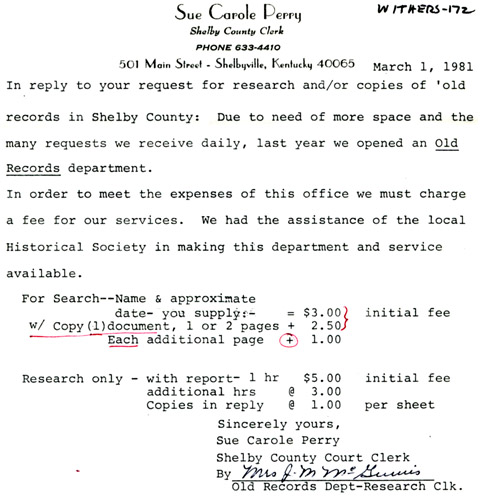 Sue Carole Perry
WITHERS-172
Shelby County Clerk
PHONE 633-4410
501 Main Street - Shelbyville, Kentucky 40065
March 1, 1981
In reply to your request for research and/or copies of 'old
records in Shelby County: Due to need of more space and the
many requests we receive daily, last year we opened an Old
Records department.
In order to meet the expenses of this office we must charge
a fee for our services. We had the assistance of the local
Historical Society in making this department and service
available.
For Search--Name & approximate
date- you supply:- = $3.00} initial fee
w/ Copy (1) document, 1 or 2 pages + 2.50}
Each additional page + 1.00
Research only - with report- 1 hr $5.00 initial fee
additional hrs @ 3.00
Copies in reply @ 1.00 per sheet
Sincerely yours,
Sue Carole Perry
Shelby County Court Clerk
By Mrs J. M. McGinnis
Old Records Dept-Research Clk.